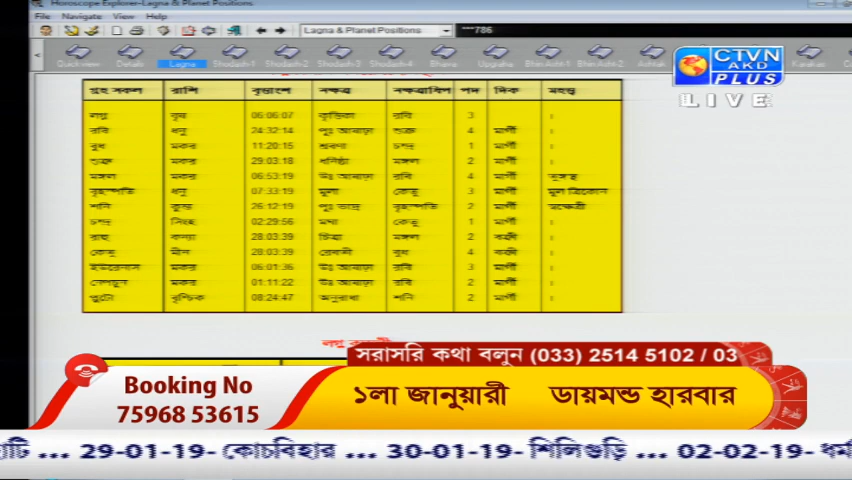 Horoscope Explorer-Lagna & Planet Positions
File Navigate View Help
Lagna & Planet Positions ***786
Quick view Details Lagna Shodash-1 Shodash-2 Shodash-3 Shodash-4 Bhava Upgraha Bhin Acht-1 Bhin Acht-2 Ashtak Karakas
CTVN
AKD
PLUS
LIVE
গ্রহ সকল রাশি বৃত্তাংশে নক্ষত্র নক্ষত্রাধিপ পদ দিক মহত্ত্ব
লগ্ন বৃষ 06:06:07 কৃত্তিকা রবি 3 ।
রবি ধনু 24:32:14 পূঃ আষাঢ়া শুক্র 4 মার্গী ।
বুধ মকর 11:20:15 শ্রবণা চন্দ্র 1 মার্গী ।
শুক্র মকর 29:03:18 ধনিষ্ঠা মঙ্গল 2 মার্গী ।
মঙ্গল মকর 06:53:19 উঃ আষাঢ়া রবি 4 মার্গী
বৃহস্পতি ধনু 07:33:19 মূলা কেতু 3 মার্গী মূল ত্রিকোন
শনি কুম্ভ 26:12:19 পূঃ ভাদ্র বৃহস্পতি 2 মার্গী
চন্দ্র সিংহ 02:29:56 মঘা কেতু 1 মার্গী ।
রাহু কন্যা 28:03:39 চিত্রা মঙ্গল 2 বক্রী ।
কেতু মীন 28:03:39 রেবতী বুধ 4 বক্রী ।
ইউরেনাস মকর 06:01:36 উঃ আষাঢ়া রবি 3 মার্গী ।
নেপচুন মকর 01:11:22 উঃ আষাঢ়া রবি 2 মার্গী ।
প্লুটো বৃশ্চিক 08:24:47 অনুরাধা শনি 2 মার্গী ।
সরাসরি কথা বলুন (033) 2514 5102 / 03
Booking No
75968 53615
১লা জানুয়ারী ডায়মন্ড হারবার
... 29-01-19- কোচবিহার ... 30-01-19- শিলিগুড়ি ... 02-02-19- ধর্ম